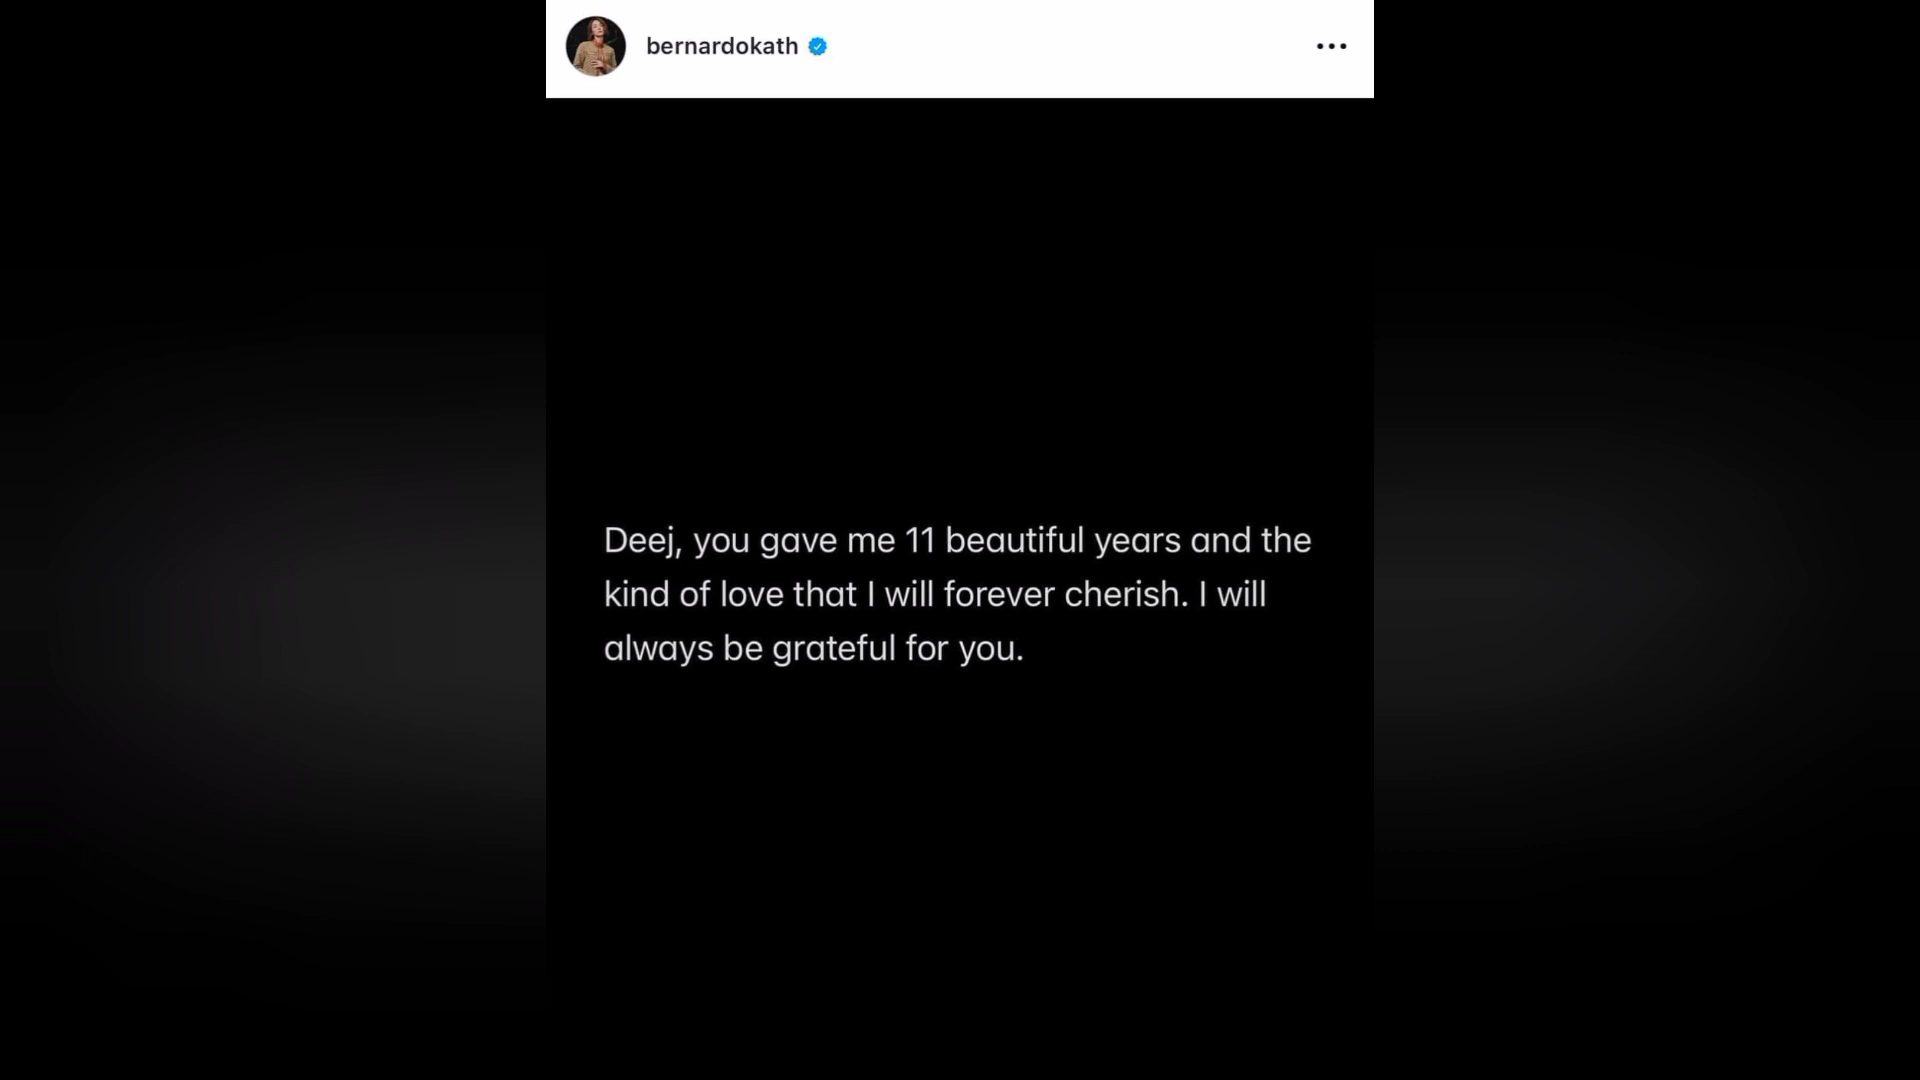 bernardokath
Deej, you gave me 11 beautiful years and the
kind of love that I will forever cherish. I will
always be grateful for you.